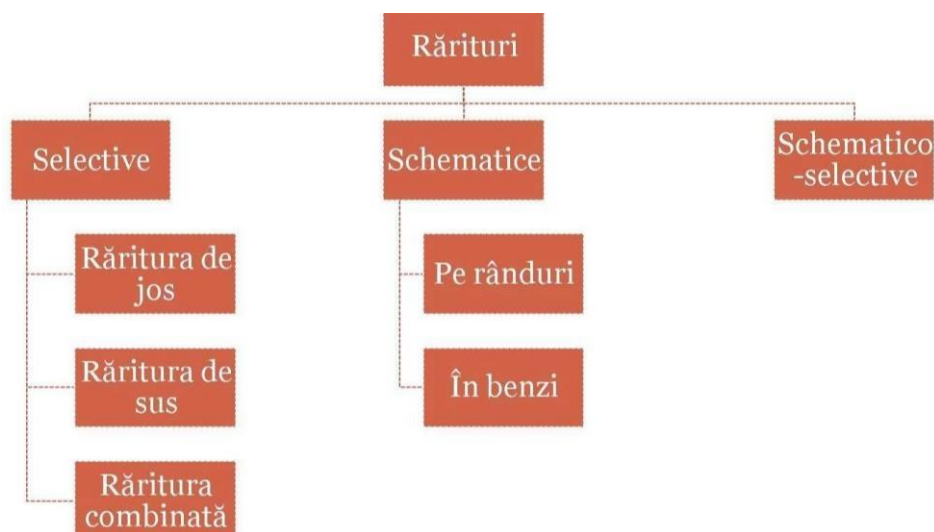 Rărituri
Selective
Schematice
Schematico
-selective
Răritura de
jos
Pe rânduri
Răritura de
sus
În benzi
Răritura
combinată